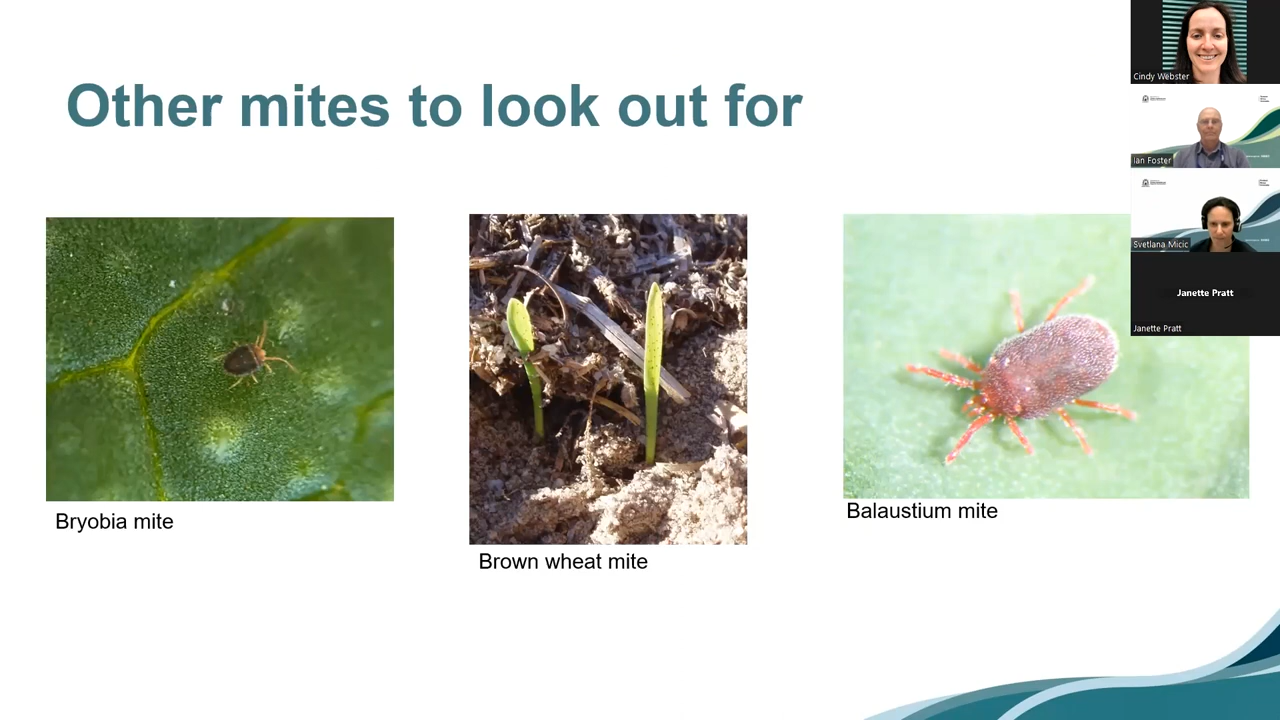 Other mites to look out for
Bryobia mite
Brown wheat mite
Balaustium mite
Cindy Webster
Ian Foster
Svetlana Micic
Janette Pratt
Janette Pratt